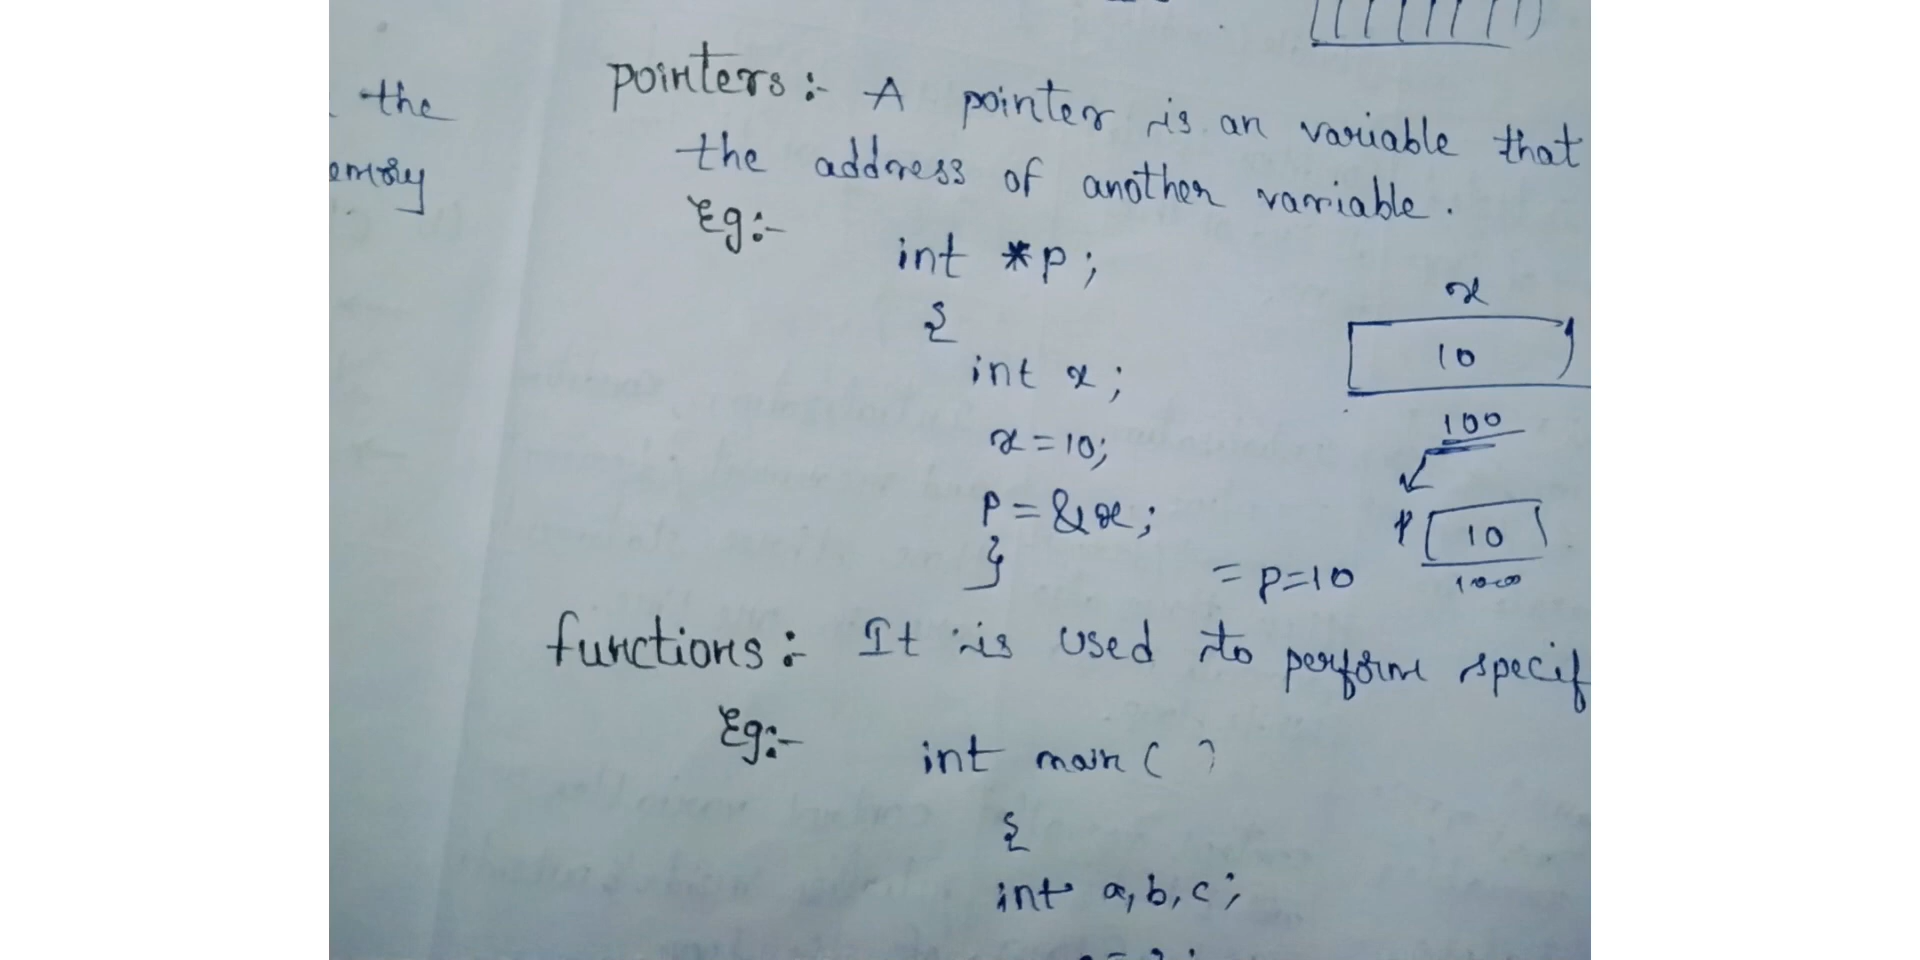 the
pointers :- A pointer is an variable that
the address of another variable.
Eg:-
int *p;
{
int x;
x=10;
p=&x;
}
= p=10
x
10
100
p 10
1000
functions :- It is used to perform specif
Eg:-
int main ( )
{
int a,b,c;